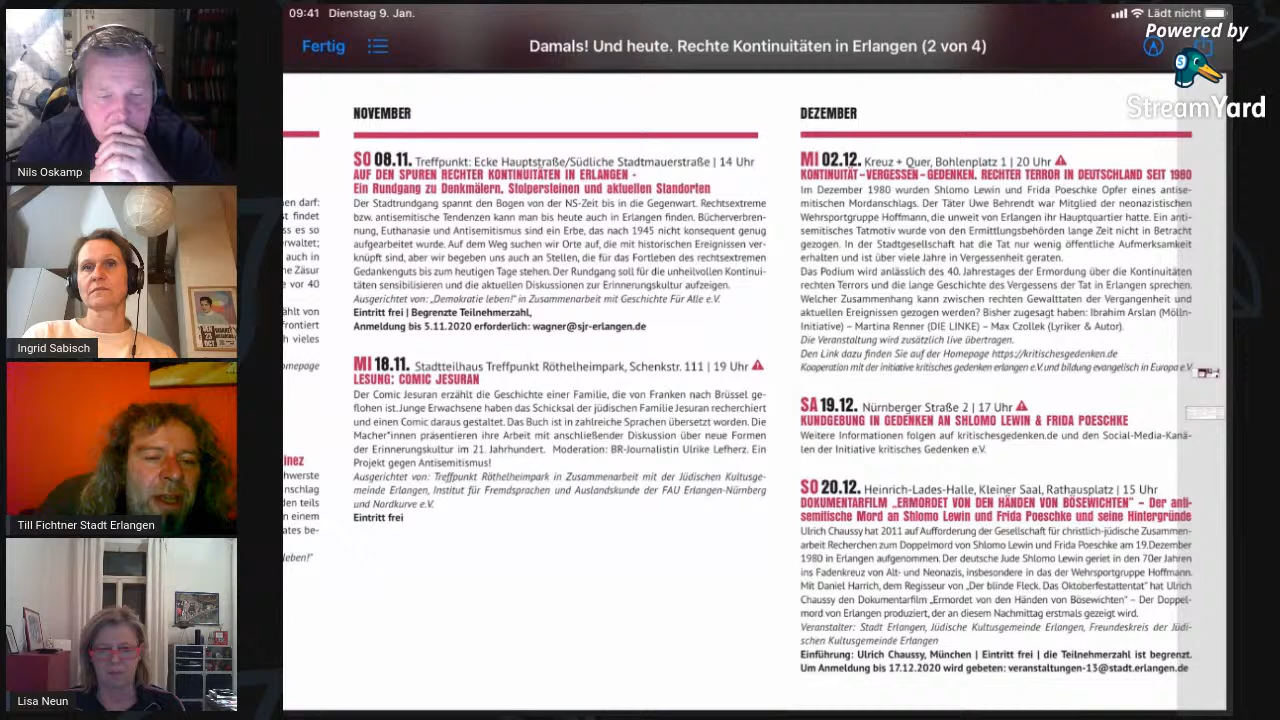 09:41 Dienstag 9. Jan.
Lädt nicht
Powered by
StreamYard
Fertig
Damals! Und heute. Rechte Kontinuitäten in Erlangen (2 von 4)
Nils Oskamp
Ingrid Sabisch
Till Fichtner Stadt Erlangen
Lisa Neun
en darf:
st findet
ss es so
rwaltet;
auch in
ne Zäsur
e vor 40
ählt von
frontiert
h vieles
omepage
inez
hwerste
nschlag
den teils
n einem
ates be-
leben!"
NOVEMBER
SO 08.11. Treffpunkt: Ecke Hauptstraße/Südliche Stadtmauerstraße | 14 Uhr
AUF DEN SPUREN RECHTER KONTINUITÄTEN IN ERLANGEN -
Ein Rundgang zu Denkmälern, Stolpersteinen und aktuellen Standorten
Der Stadtrundgang spannt den Bogen von der NS-Zeit bis in die Gegenwart. Rechtsextreme
bzw. antisemitische Tendenzen kann man bis heute auch in Erlangen finden. Bücherverbren-
nung, Euthanasie und Antisemitismus sind ein Erbe, das nach 1945 nicht konsequent genug
aufgearbeitet wurde. Auf dem Weg suchen wir Orte auf, die mit historischen Ereignissen ver-
knüpft sind, aber wir begeben uns auch an Stellen, die für das Fortleben des rechtsextremen
Gedankenguts bis zum heutigen Tage stehen. Der Rundgang soll für die unheilvollen Kontinui-
täten sensibilisieren und die aktuellen Diskussionen zur Erinnerungskultur aufzeigen.
Ausgerichtet von: „Demokratie leben!" in Zusammenarbeit mit Geschichte Für Alle e.V.
Eintritt frei | Begrenzte Teilnehmerzahl,
Anmeldung bis 5.11.2020 erforderlich: wagner@sjr-erlangen.de
MI 18.11. Stadtteilhaus Treffpunkt Röthelheimpark, Schenkstr. 111 | 19 Uhr
LESUNG: COMIC JESURAN
Der Comic Jesuran erzählt die Geschichte einer Familie, die von Franken nach Brüssel ge-
flohen ist. Junge Erwachsene haben das Schicksal der jüdischen Familie Jesuran recherchiert
und einen Comic daraus gestaltet. Das Buch ist in zahlreiche Sprachen übersetzt worden. Die
Macher*innen präsentieren ihre Arbeit mit anschließender Diskussion über neue Formen
der Erinnerungskultur im 21. Jahrhundert. Moderation: BR-Journalistin Ulrike Lefherz. Ein
Projekt gegen Antisemitismus!
Ausgerichtet von: Treffpunkt Röthelheimpark in Zusammenarbeit mit der Jüdischen Kultusge-
meinde Erlangen, Institut für Fremdsprachen und Auslandskunde der FAU Erlangen-Nürnberg
und Nordkurve e.V.
Eintritt frei
DEZEMBER
MI 02.12. Kreuz + Quer, Bohlenplatz 1 | 20 Uhr
KONTINUITÄT–VERGESSEN–GEDENKEN. RECHTER TERROR IN DEUTSCHLAND SEIT 1980
Im Dezember 1980 wurden Shlomo Lewin und Frida Poeschke Opfer eines antise-
mitischen Mordanschlags. Der Täter Uwe Behrendt war Mitglied der neonazistischen
Wehrsportgruppe Hoffmann, die unweit von Erlangen ihr Hauptquartier hatte. Ein anti-
semitisches Tatmotiv wurde von den Ermittlungsbehörden lange Zeit nicht in Betracht
gezogen. In der Stadtgesellschaft hat die Tat nur wenig öffentliche Aufmerksamkeit
erhalten und ist über viele Jahre in Vergessenheit geraten.
Das Podium wird anlässlich des 40. Jahrestages der Ermordung über die Kontinuitäten
rechten Terrors und die lange Geschichte des Vergessens der Tat in Erlangen sprechen.
Welcher Zusammenhang kann zwischen rechten Gewalttaten der Vergangenheit und
aktuellen Ereignissen gezogen werden? Bisher zugesagt haben: Ibrahim Arslan (Mölln-
Initiative) – Martina Renner (DIE LINKE) – Max Czollek (Lyriker & Autor).
Die Veranstaltung wird zusätzlich live übertragen.
Den Link dazu finden Sie auf der Homepage https://kritischesgedenken.de
Kooperation mit der initiative kritisches gedenken erlangen e.V. und bildung evangelisch in Europa e.V.
SA 19.12. Nürnberger Straße 2 | 17 Uhr
KUNDGEBUNG IN GEDENKEN AN SHLOMO LEWIN & FRIDA POESCHKE
Weitere Informationen folgen auf kritischesgedenken.de und den Social-Media-Kanä-
len der Initiative kritisches Gedenken e.V.
SO 20.12. Heinrich-Lades-Halle, Kleiner Saal, Rathausplatz | 15 Uhr
DOKUMENTARFILM „ERMORDET VON DEN HÄNDEN VON BÖSEWICHTEN" – Der anti-
semitische Mord an Shlomo Lewin und Frida Poeschke und seine Hintergründe
Ulrich Chaussy hat 2011 auf Aufforderung der Gesellschaft für christlich-jüdische Zusammen-
arbeit Recherchen zum Doppelmord von Shlomo Lewin und Frida Poeschke am 19.Dezember
1980 in Erlangen aufgenommen. Der deutsche Jude Shlomo Lewin geriet in den 70er Jahren
ins Fadenkreuz von Alt- und Neonazis, insbesondere in das der Wehrsportgruppe Hoffmann.
Mit Daniel Harrich, dem Regisseur von „Der blinde Fleck. Das Oktoberfestattentat" hat Ulrich
Chaussy den Dokumentarfilm „Ermordet von den Händen von Bösewichten" – Der Doppel-
mord von Erlangen produziert, der an diesem Nachmittag erstmals gezeigt wird.
Veranstalter: Stadt Erlangen, Jüdische Kultusgemeinde Erlangen, Freundeskreis der Jüdi-
schen Kultusgemeinde Erlangen
Einführung: Ulrich Chaussy, München | Eintritt frei | die Teilnehmerzahl ist begrenzt.
Um Anmeldung bis 17.12.2020 wird gebeten: veranstaltungen-13@stadt.erlangen.de